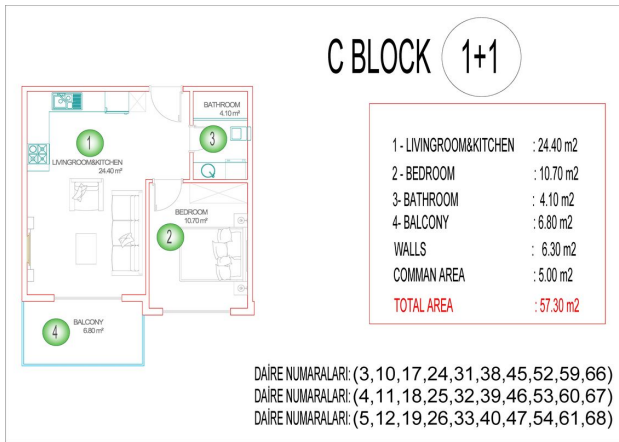 C BLOCK 1+1
BATHROOM
4.10 m²
3
1
LIVINGROOM&KITCHEN
24.40 m²
BEDROOM
10.70 m²
2
4
BALCONY
6.80 m²
1 - LIVINGROOM&KITCHEN : 24.40 m2
2 - BEDROOM : 10.70 m2
3- BATHROOM : 4.10 m2
4- BALCONY : 6.80 m2
WALLS : 6.30 m2
COMMAN AREA : 5.00 m2
TOTAL AREA : 57.30 m2
DAİRE NUMARALARI: (3,10,17,24,31,38,45,52,59,66)
DAİRE NUMARALARI: (4,11,18,25,32,39,46,53,60,67)
DAİRE NUMARALARI: (5,12,19,26,33,40,47,54,61,68)